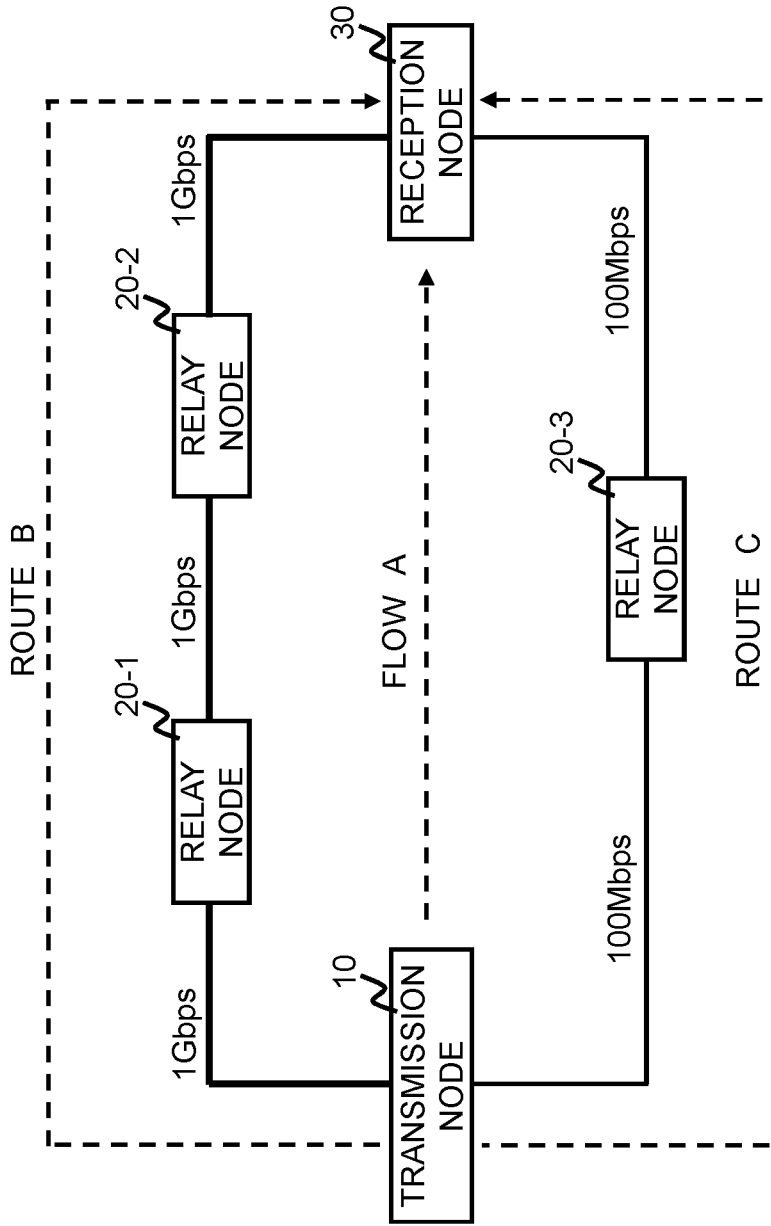 ROUTE B
1Gbps
20-1
RELAY
NODE
1Gbps
20-2
RELAY
NODE
1Gbps
10
TRANSMISSION
NODE
FLOW A
30
RECEPTION
NODE
100Mbps
20-3
RELAY
NODE
100Mbps
ROUTE C